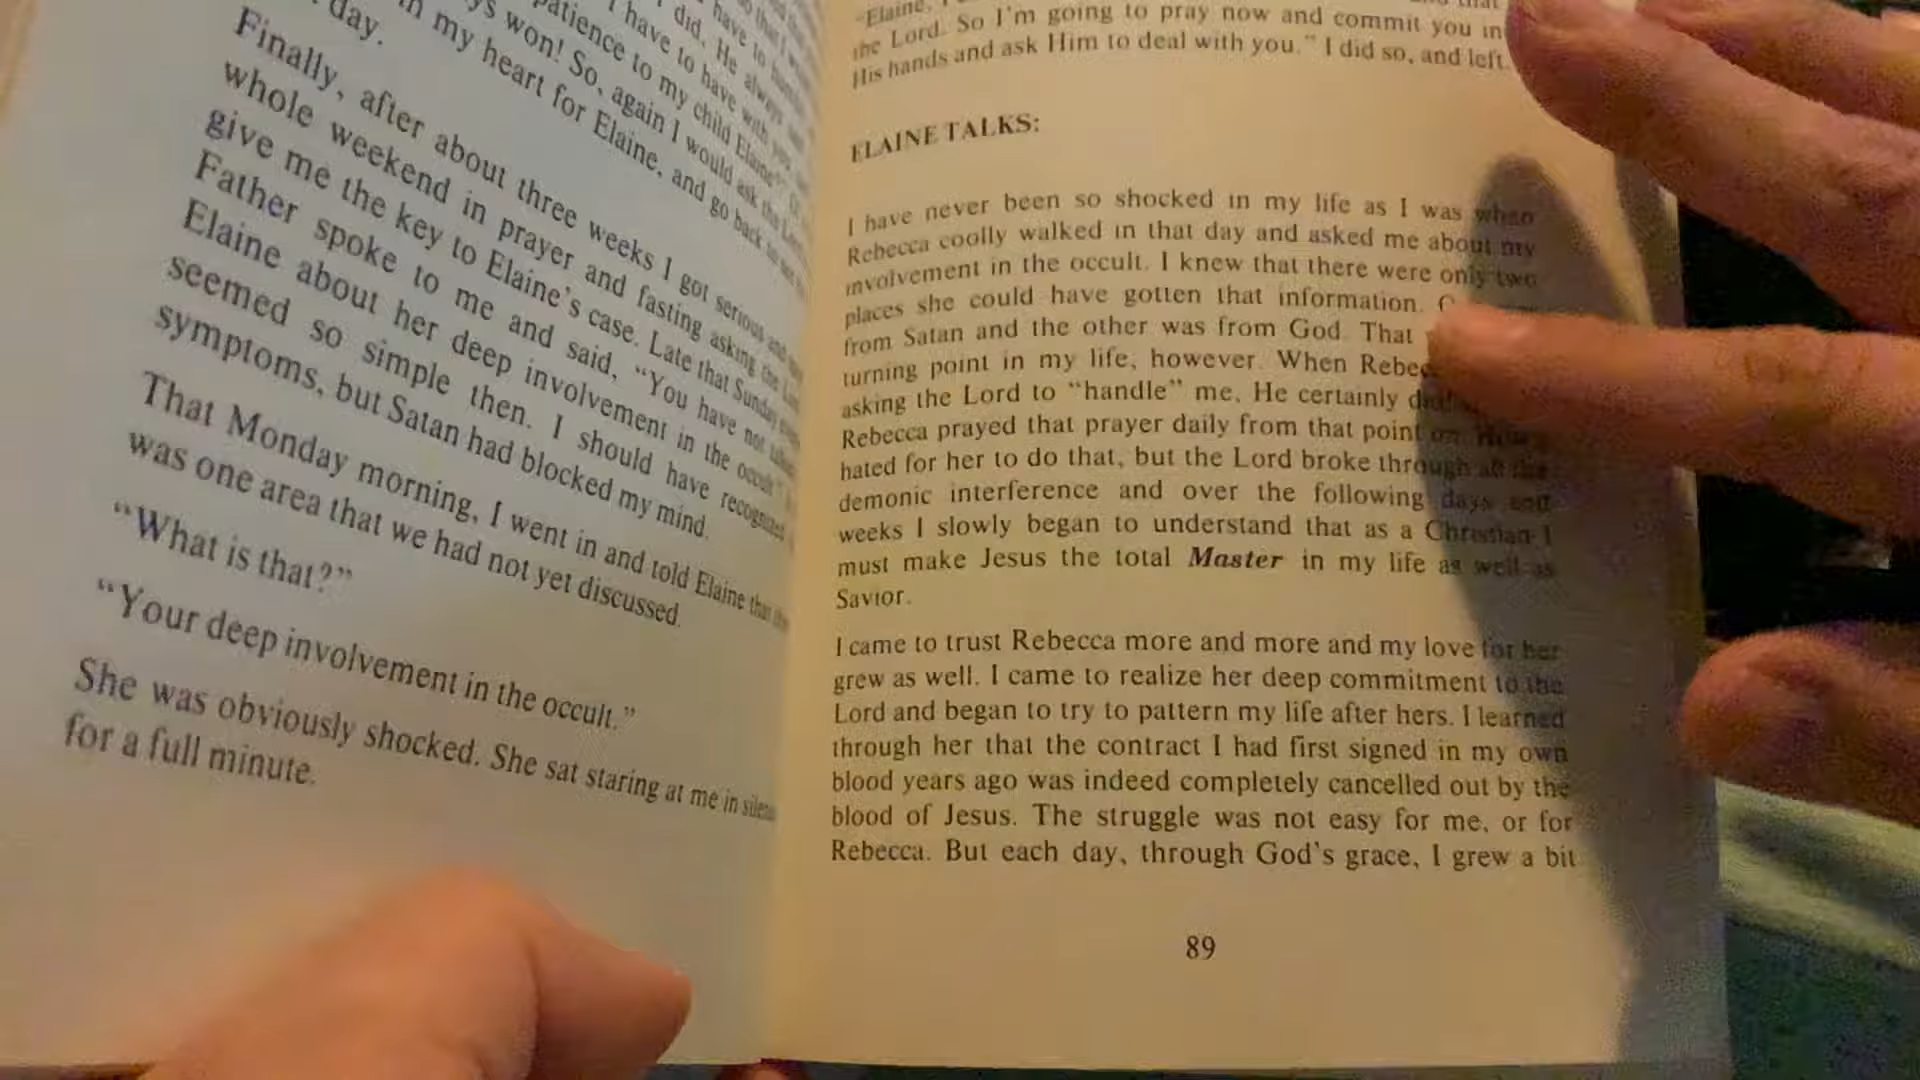 day.
in my heart for Elaine, and go back
Finally, after about three weeks I got serious and
whole weekend in prayer and fasting asking the Lord
give me the key to Elaine's case. Late that Sunday
Father spoke to me and said, "You have not
Elaine about her deep involvement in the occult."
seemed so simple then. I should have recognized
symptoms, but Satan had blocked my mind.
That Monday morning, I went in and told Elaine that
was one area that we had not yet discussed.
"What is that?"
"Your deep involvement in the occult."
She was obviously shocked. She sat staring at me in
for a full minute.
"Elaine,
the Lord. So I'm going to pray now and commit you in
His hands and ask Him to deal with you." I did so, and left.
ELAINE TALKS:
I have never been so shocked in my life as I was when
Rebecca coolly walked in that day and asked me about my
involvement in the occult. I knew that there were only two
places she could have gotten that information.
from Satan and the other was from God. That
turning point in my life, however. When
asking the Lord to "handle" me, He certainly
Rebecca prayed that prayer daily from that point on.
hated for her to do that, but the Lord broke through all the
demonic interference and over the following days and
weeks I slowly began to understand that as a Christian I
must make Jesus the total Master in my life as well as
Savior.
I came to trust Rebecca more and more and my love for her
grew as well. I came to realize her deep commitment to the
Lord and began to try to pattern my life after hers. I learned
through her that the contract I had first signed in my own
blood years ago was indeed completely cancelled out by the
blood of Jesus. The struggle was not easy for me, or for
Rebecca. But each day, through God's grace, I grew a bit
89